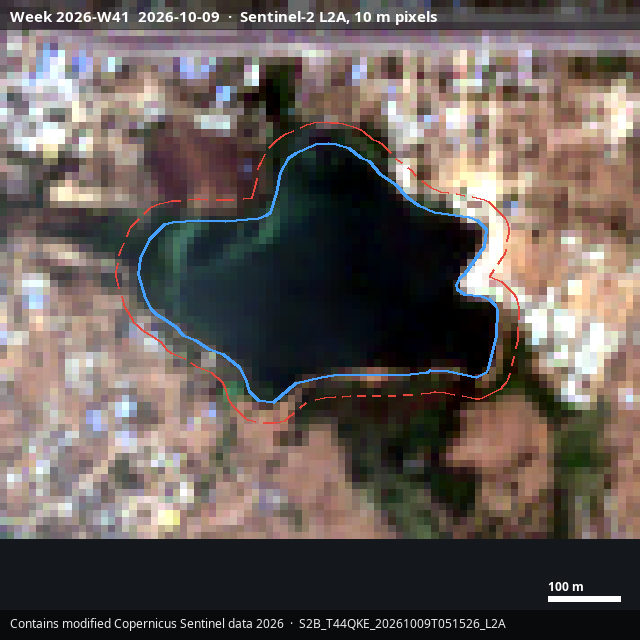 Week 2026-W41 2026-10-09 · Sentinel-2 L2A, 10 m pixels
100 m
Contains modified Copernicus Sentinel data 2026 · S2B_T44QKE_20261009T051526_L2A